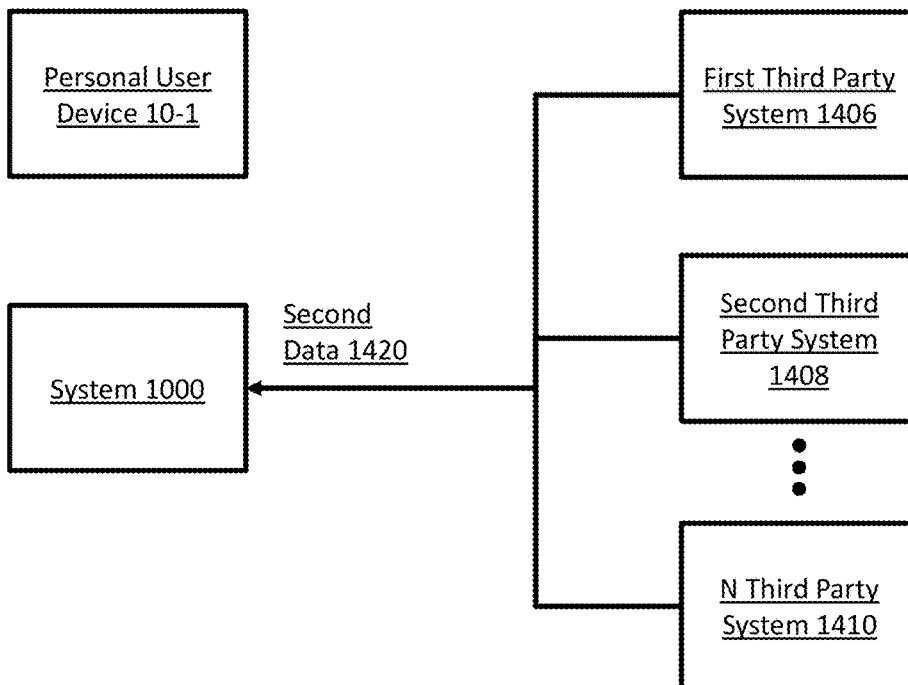 Personal User
Device 10-1
First Third Party
System 1406
Second
Data 1420
Second Third
Party System
1408
System 1000
N Third Party
System 1410